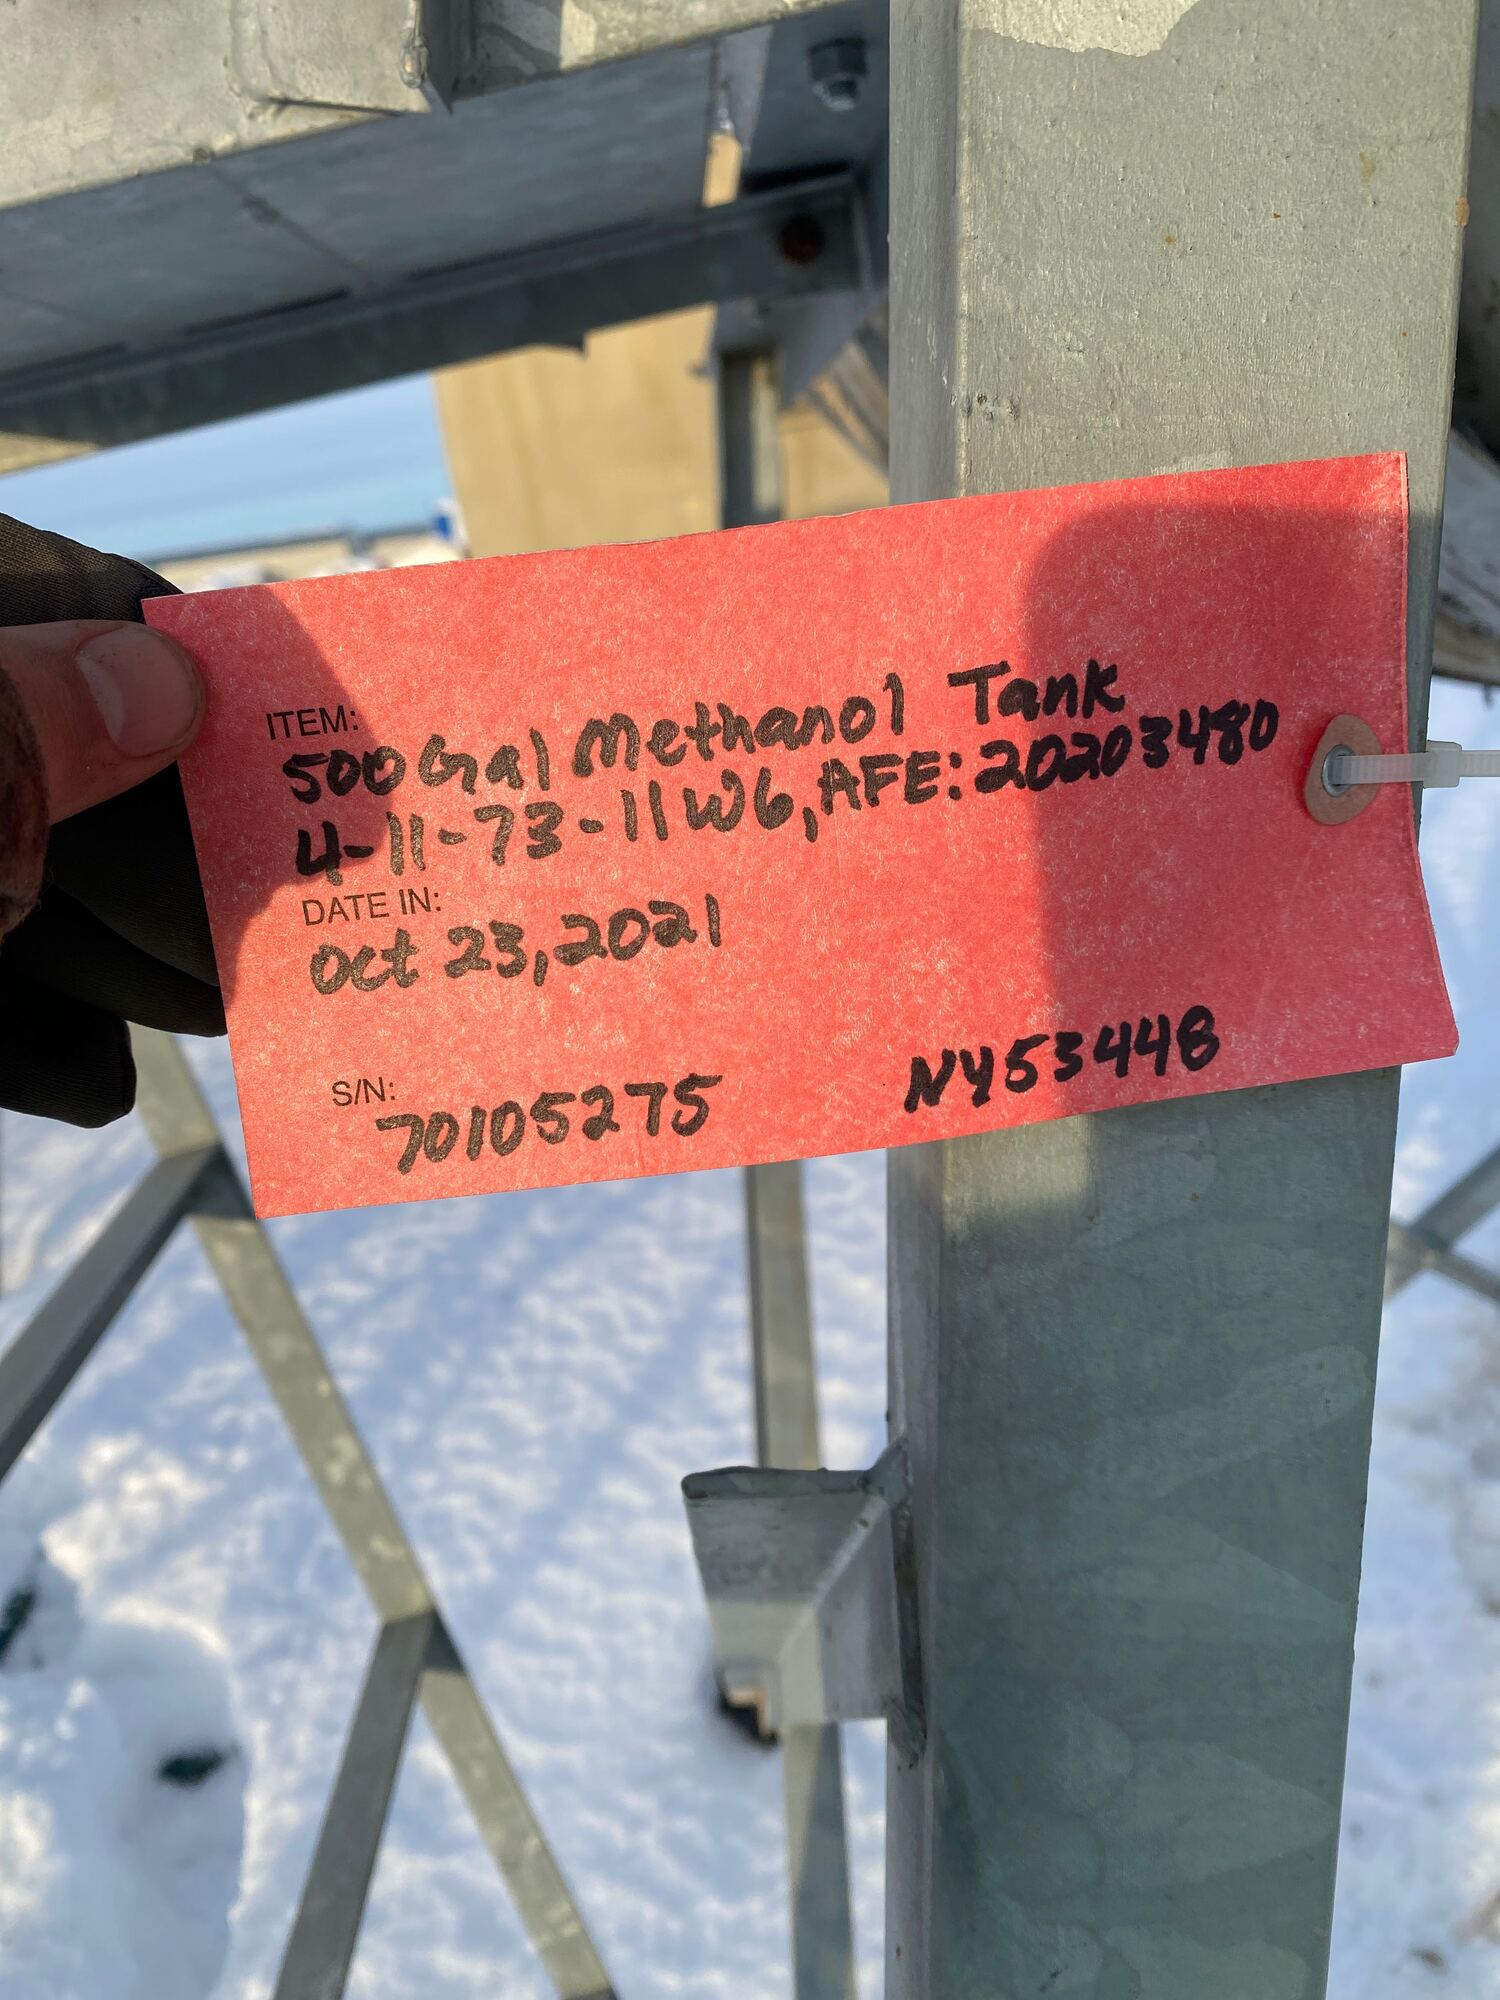 ITEM:
500 Gal Methanol Tank
4-11-73-11W6, AFE: 20203480
DATE IN:
Oct 23, 2021
S/N:
70105275 NY53448